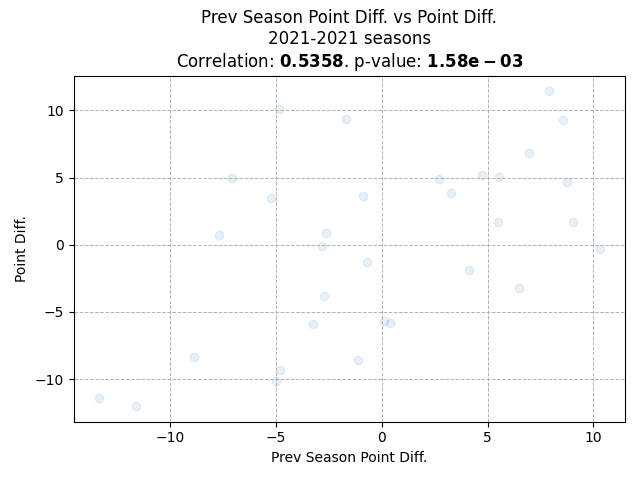 Prev Season Point Diff. vs Point Diff.
2021-2021 seasons
Correlation: 0.5358. p-value: 1.58e − 03
10
5
0
−5
−10
Point Diff.
−10 −5 0 5 10
Prev Season Point Diff.